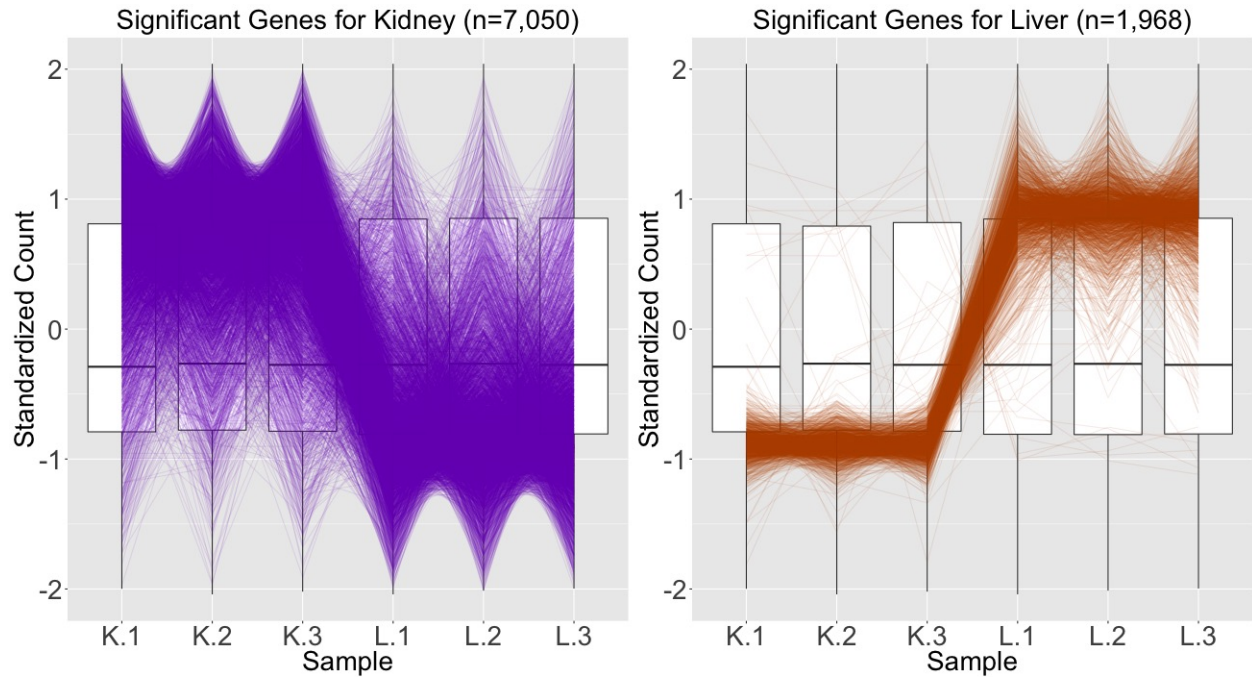 Significant Genes for Kidney (n=7,050)
Standardized Count
2
1
0
-1
-2
K.1 K.2 K.3 L.1 L.2 L.3
Sample
Significant Genes for Liver (n=1,968)
Standardized Count
2
1
0
-1
-2
K.1 K.2 K.3 L.1 L.2 L.3
Sample